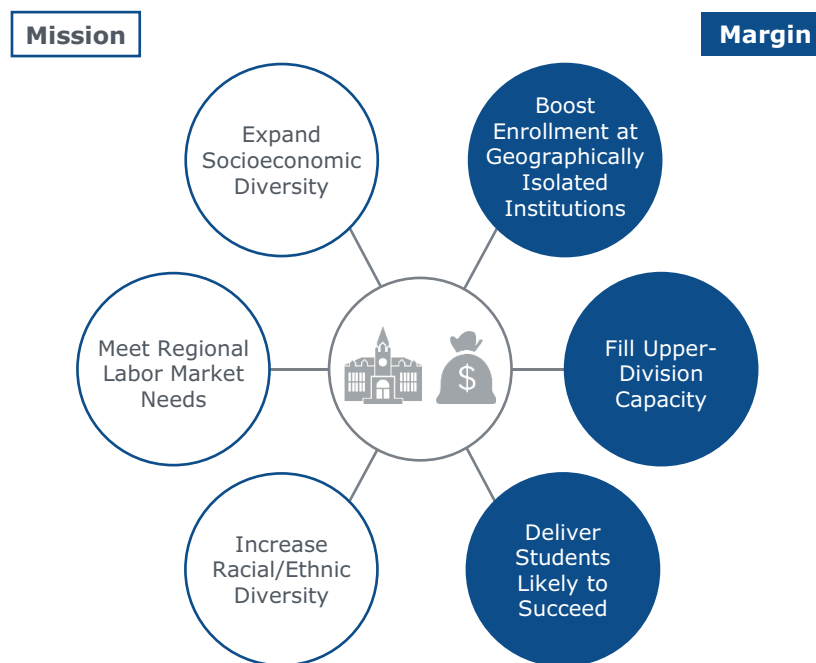 Mission
Margin
Expand
Socioeconomic
Diversity
Boost
Enrollment at
Geographically
Isolated
Institutions
Meet Regional
Labor Market
Needs
$
Fill Upper-
Division
Capacity
Increase
Racial/Ethnic
Diversity
Deliver
Students
Likely to
Succeed